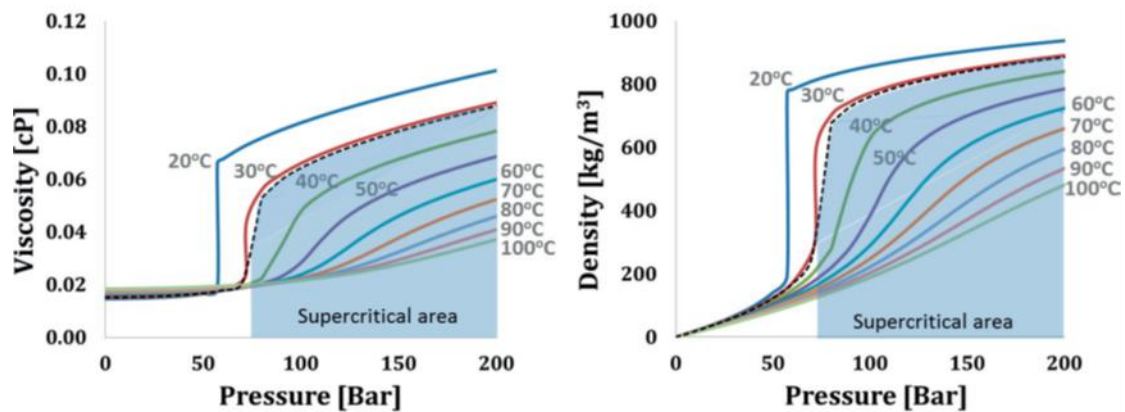 0.12
0.10
0.08
0.06
0.04
0.02
0.00
Viscosity [cP]
20°C
30°C
40°C
50°C
60°C
70°C
80°C
90°C
100°C
Supercritical area
0
50
100
150
200
Pressure [Bar]
1000
800
600
400
200
0
Density [kg/m³]
20°C
30°C
40°C
50°C
60°C
70°C
80°C
90°C
100°C
Supercritical area
0
50
100
150
200
Pressure [Bar]